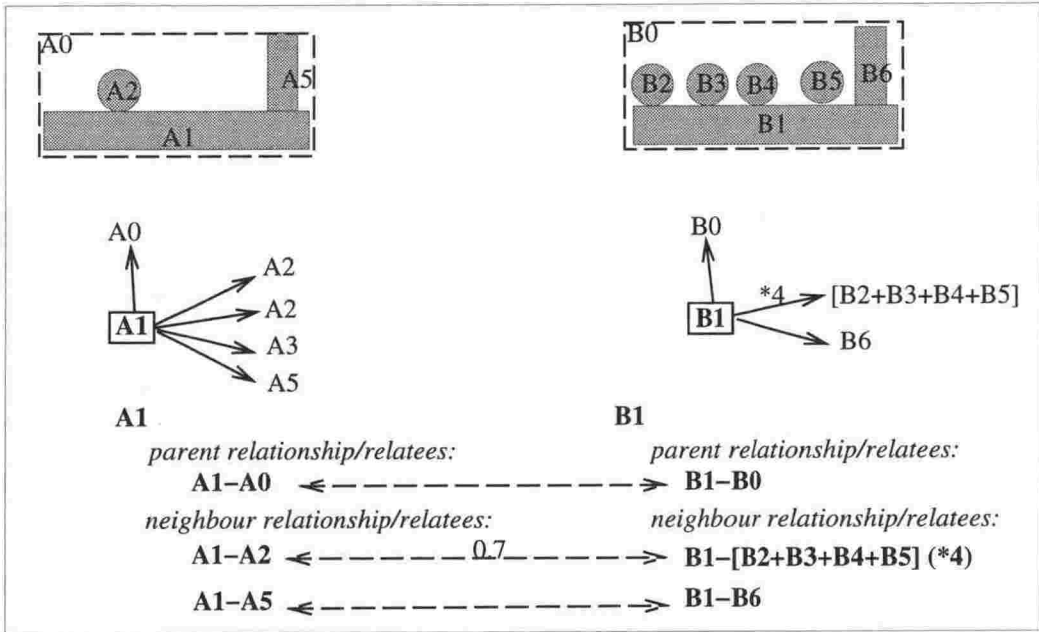 A0
A2
A5
A1
B0
B2 B3 B4 B5 B6
B1
A0
A1
A2
A2
A3
A5
B0
B1
*4
[B2+B3+B4+B5]
B6
A1
parent relationship/relatees:
A1–A0
neighbour relationship/relatees:
A1–A2
A1–A5
0.7
B1
parent relationship/relatees:
B1–B0
neighbour relationship/relatees:
B1–[B2+B3+B4+B5] (*4)
B1–B6